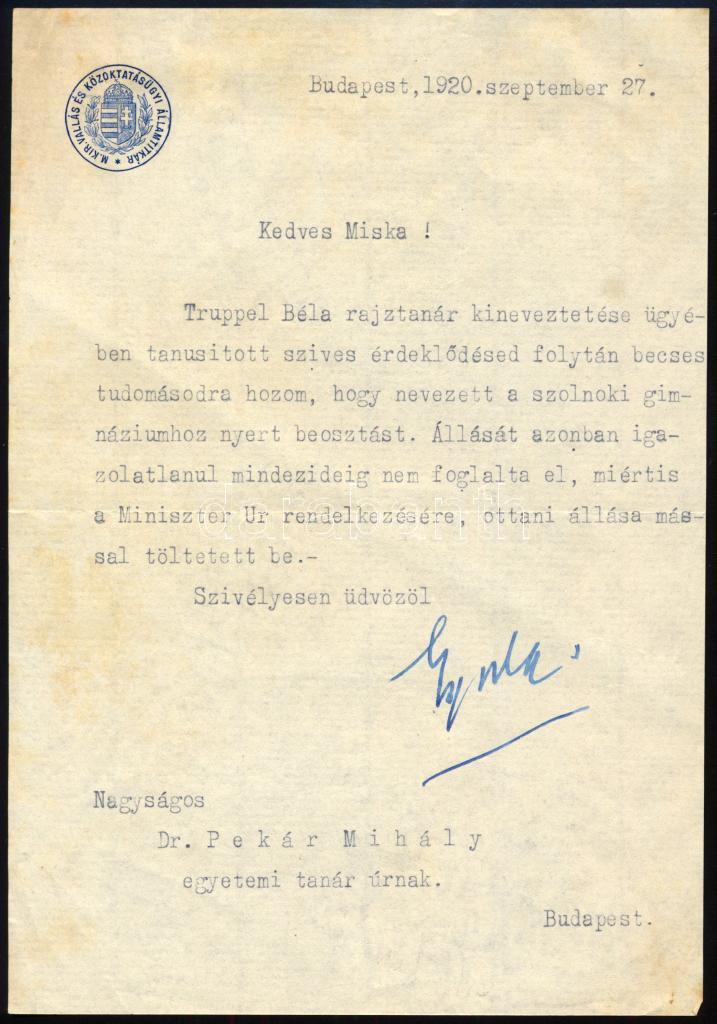 M. KIR. VALLÁS ÉS KÖZOKTATÁSÜGYI ÁLLAMTITKÁR *
Budapest,1920.szeptember 27.
Kedves Miska !
Truppel Béla rajztanár kineveztetése ügyé-
ben tanusitott szives érdeklődésed folytán becses
tudomásodra hozom, hogy nevezett a szolnoki gim-
náziumhoz nyert beosztást. Állását azonban iga-
zolatlanul mindezideig nem foglalta el, miértis
a Miniszter Ur rendelkezésére, ottani állása más-
sal töltetett be.-
darabanth
Szivélyesen üdvözöl
Gyula.
Nagyságos
Dr. Pekár Mihály
egyetemi tanár úrnak.
Budapest.